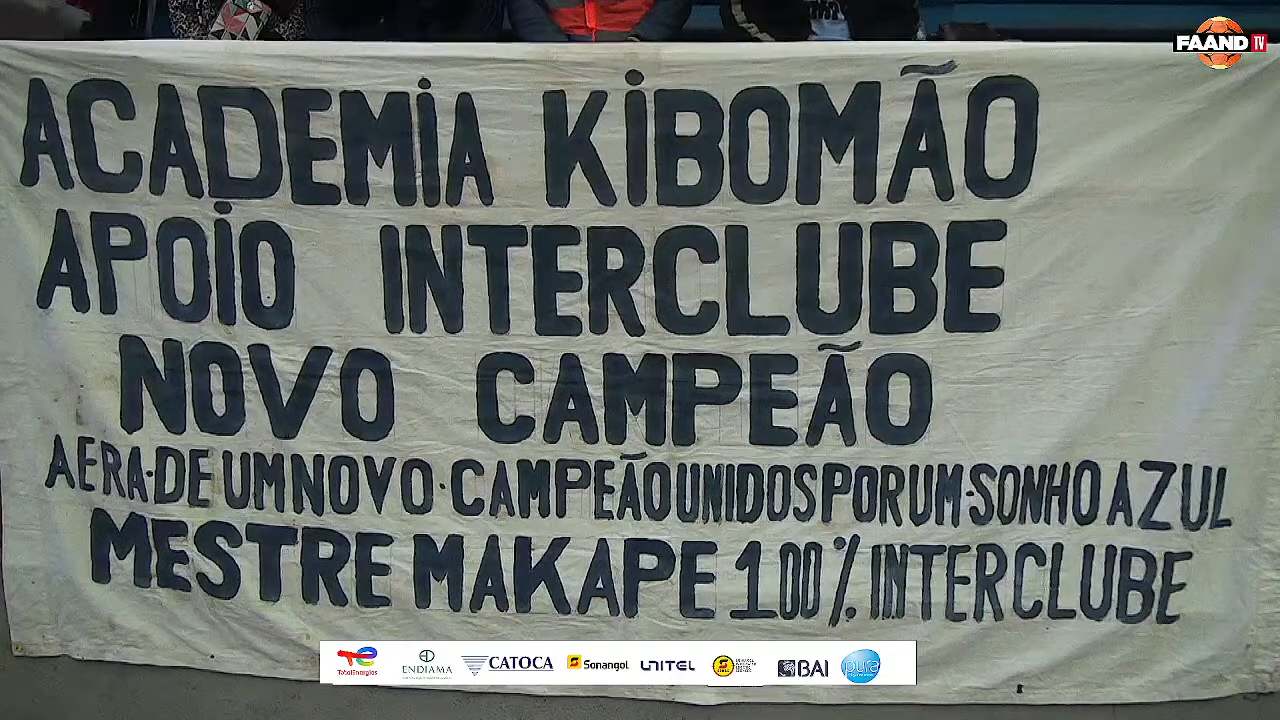 FAAND TV
ACADEMIA KIBOMÃO
APOIO INTERCLUBE
NOVO CAMPEÃO
A ERA·DE UM NOVO·CAMPEÃO UNIDOS POR UM·SONHO AZUL
MESTRE MAKAPE 100% INTERCLUBE
TotalEnergies ENDIAMA CATOCA Sonangol UNITEL BAI pura